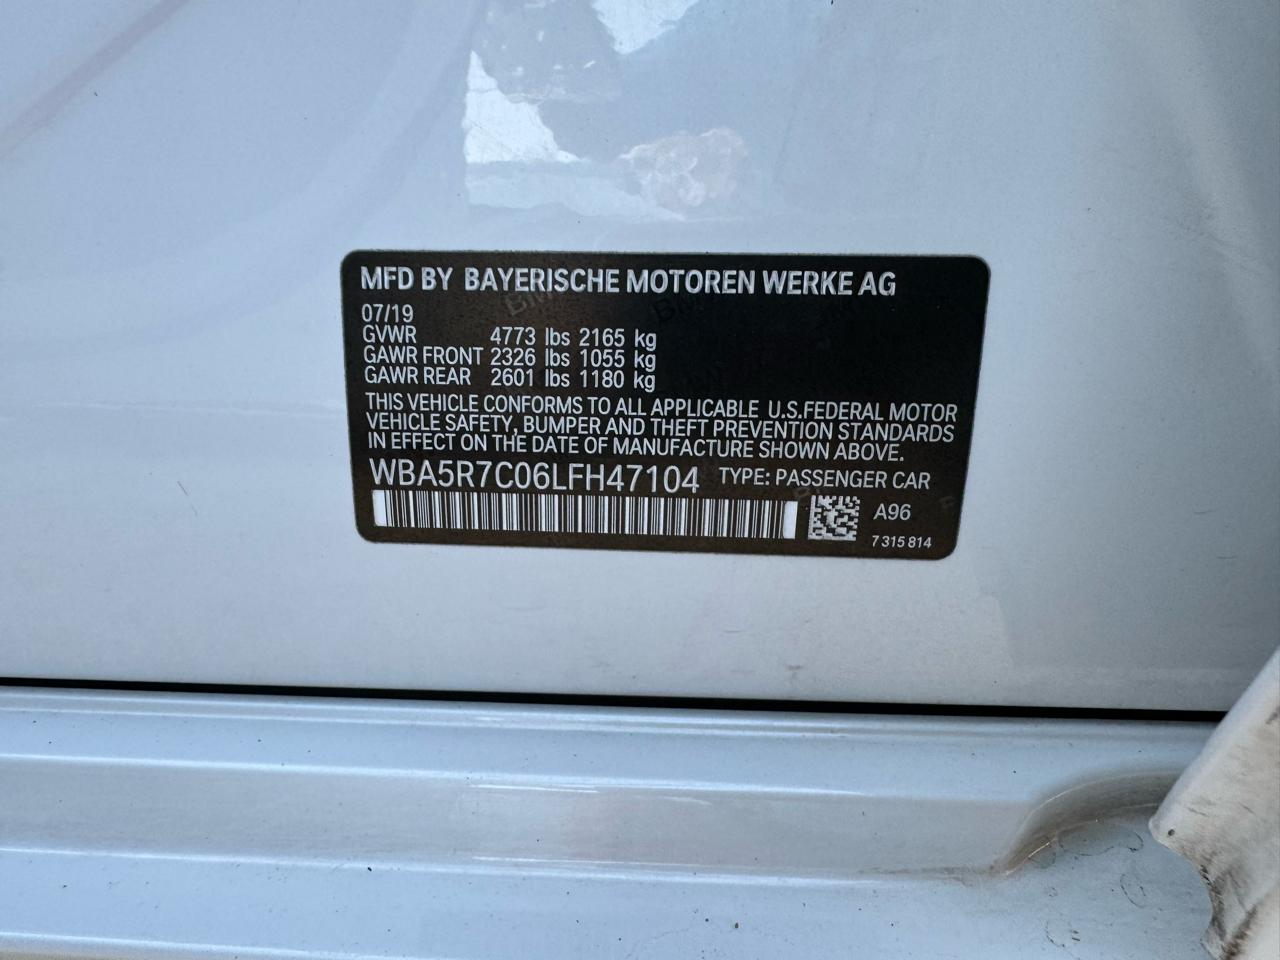 MFD BY BAYERISCHE MOTOREN WERKE AG
07/19
GVWR 4773 lbs 2165 kg
GAWR FRONT 2326 lbs 1055 kg
GAWR REAR 2601 lbs 1180 kg
THIS VEHICLE CONFORMS TO ALL APPLICABLE U.S.FEDERAL MOTOR
VEHICLE SAFETY, BUMPER AND THEFT PREVENTION STANDARDS
IN EFFECT ON THE DATE OF MANUFACTURE SHOWN ABOVE.
WBA5R7C06LFH47104 TYPE: PASSENGER CAR
A96
7 315 814